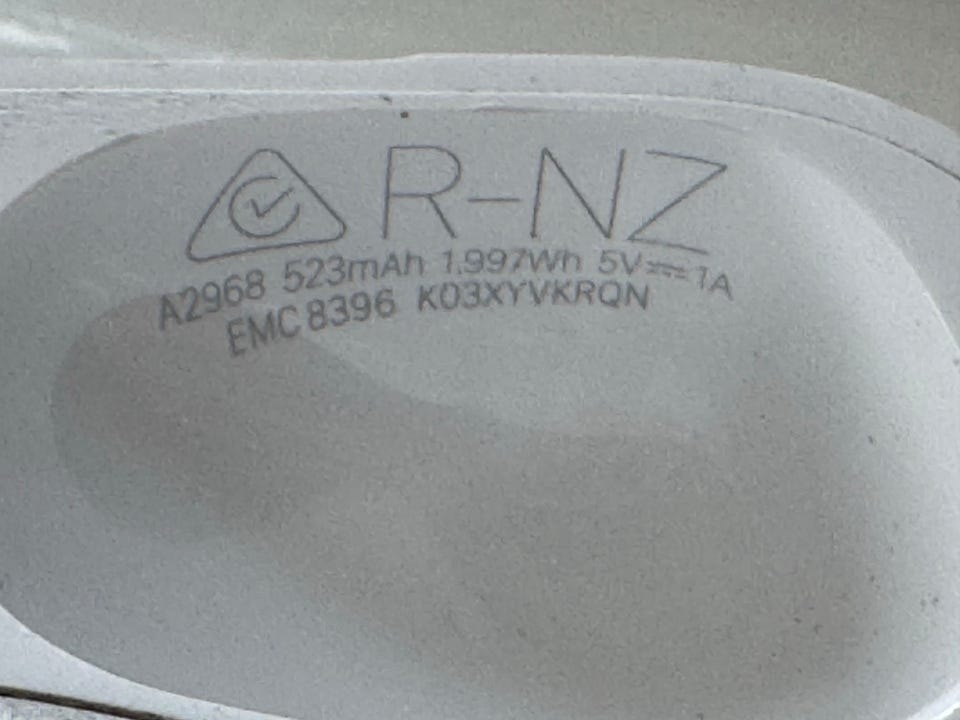 R-NZ
A2968 523mAh 1.997Wh 5V⎓1A
EMC 8396 K03XYVKRQN